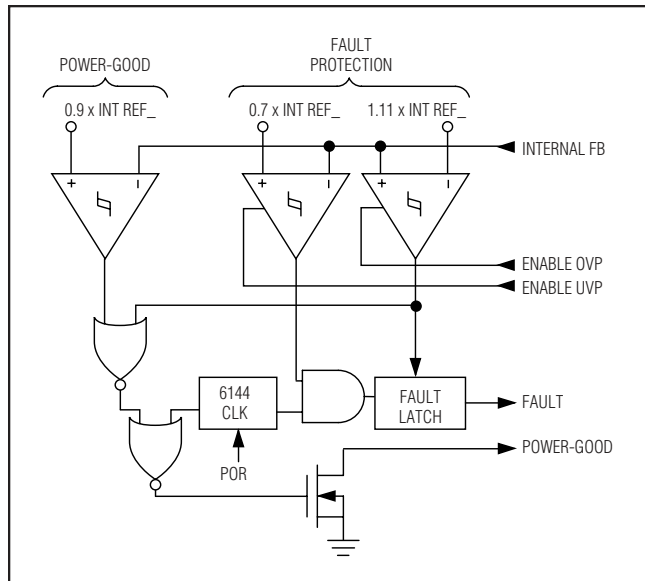 POWER-GOOD
FAULT
PROTECTION
0.9 x INT REF_
0.7 x INT REF_
1.11 x INT REF_
INTERNAL FB
+ −
+ −
+ −
ENABLE OVP
ENABLE UVP
6144
CLK
FAULT
LATCH
FAULT
POR
POWER-GOOD